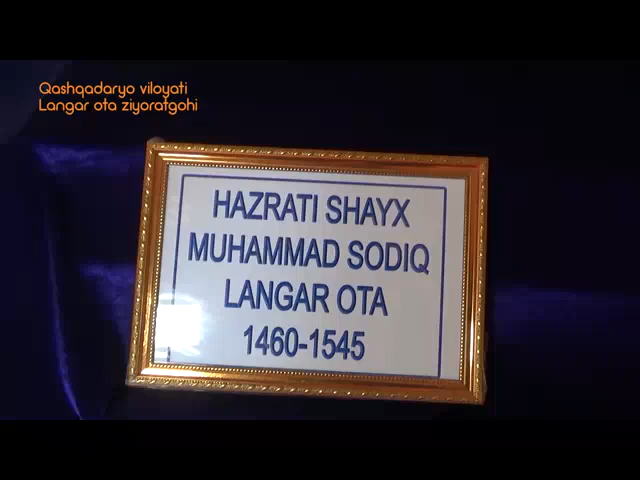 Qashqadaryo viloyati
Langar ota ziyoratgohi
HAZRATI SHAYX
MUHAMMAD SODIQ
LANGAR OTA
1460-1545